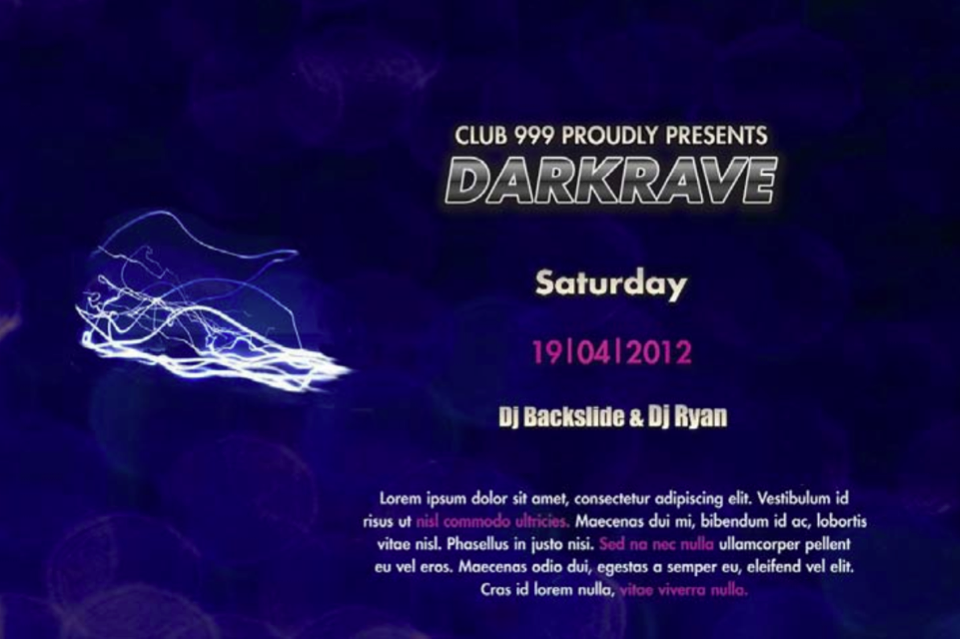 CLUB 999 PROUDLY PRESENTS
DARKRAVE
Saturday
19|04|2012
Dj Backslide & Dj Ryan
Lorem ipsum dolor sit amet, consectetur adipiscing elit. Vestibulum id
risus ut nisl commodo ultricies. Maecenas dui mi, bibendum id ac, lobortis
vitae nisl. Phasellus in justo nisi. Sed na nec nulla ullamcorper pellent
eu vel eros. Maecenas odio dui, egestas a semper eu, eleifend vel elit.
Cras id lorem nulla, vitae viverra nulla.